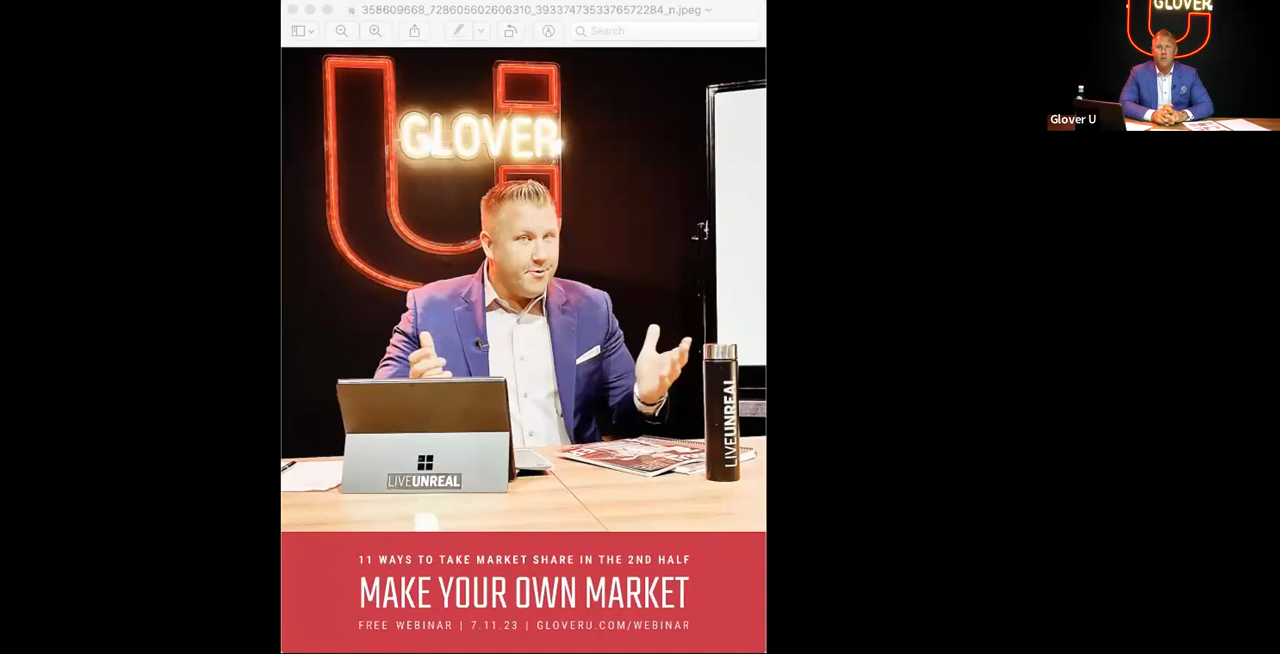 358609668_728605602606310_3933747353376572284_n.jpeg
Search
GLOVER
GLOVER
Glover U
LIVEUNREAL
LIVEUNREAL
11 WAYS TO TAKE MARKET SHARE IN THE 2ND HALF
MAKE YOUR OWN MARKET
FREE WEBINAR | 7.11.23 | GLOVERU.COM/WEBINAR